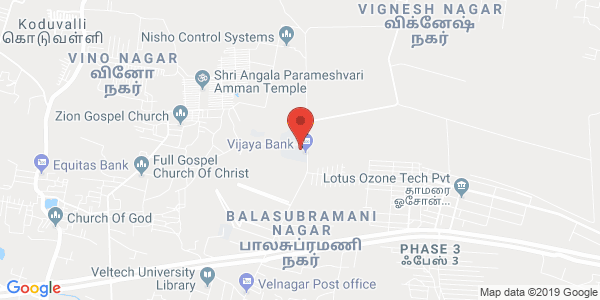 Koduvalli
கொடுவள்ளி
VIGNESH NAGAR
விக்னேஷ்
நகர்
Nisho Control Systems
VINO NAGAR
வினோ
நகர்
Shri Angala Parameshvari
Amman Temple
Zion Gospel Church
Vijaya Bank
Equitas Bank
Full Gospel
Church Of Christ
Lotus Ozone Tech Pvt
தாமரை
ஓசோன்...
Church Of God
BALASUBRAMANI
NAGAR
பாலசுப்ரமணி
நகர்
PHASE 3
ஃபேஸ் 3
Veltech University
Library
Velnagar Post office
Google
Map data ©2019 Google